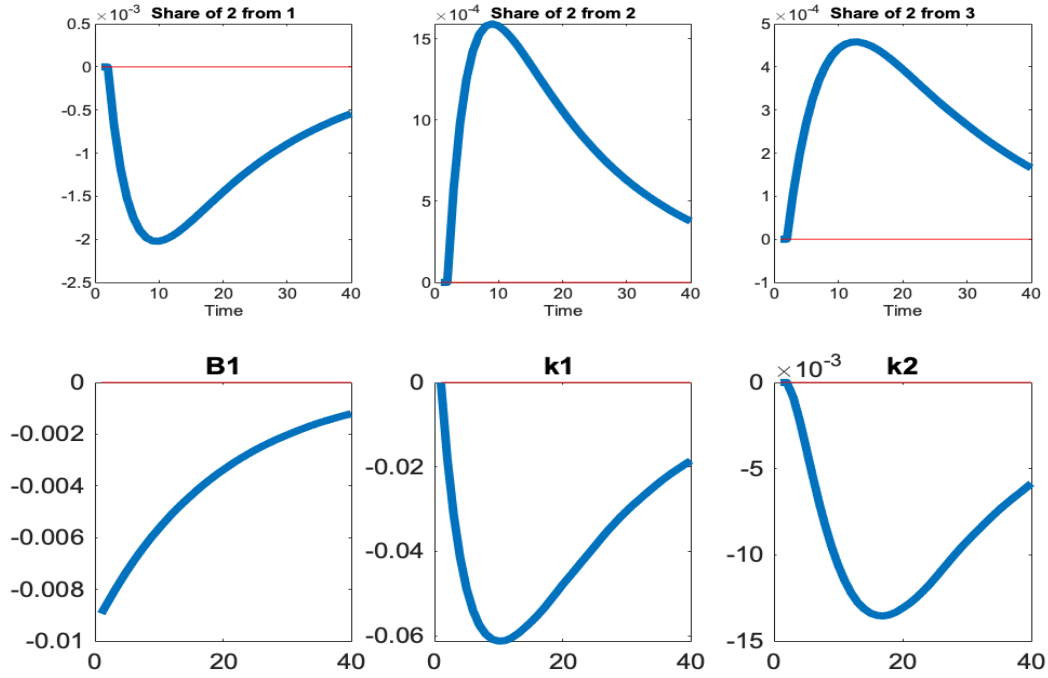 Share of 2 from 1
×10⁻³
0.5
0
-0.5
-1
-1.5
-2
-2.5
0 10 20 30 40
Time
Share of 2 from 2
×10⁻⁴
15
10
5
0
0 10 20 30 40
Time
Share of 2 from 3
×10⁻⁴
5
4
3
2
1
0
-1
0 10 20 30 40
Time
B1
0
-0.002
-0.004
-0.006
-0.008
-0.01
0 20 40
k1
0
-0.02
-0.04
-0.06
0 20 40
k2
×10⁻³
0
-5
-10
-15
0 20 40